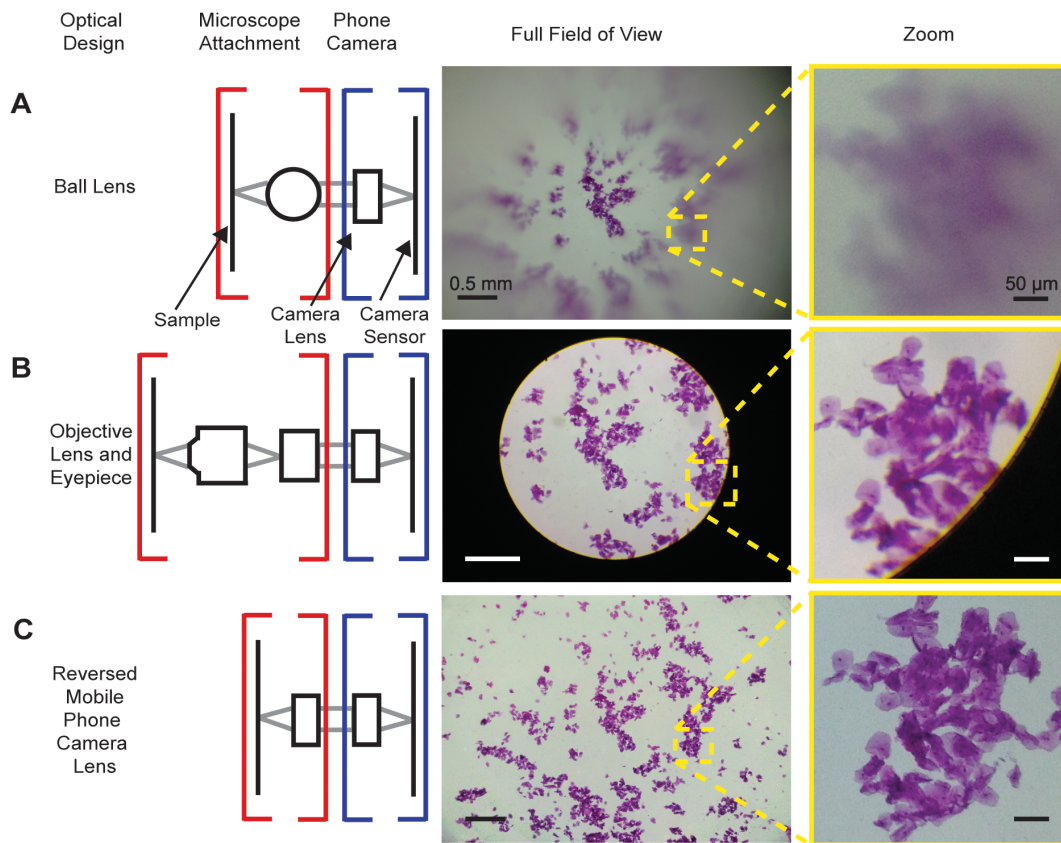 Optical
Design
Microscope
Attachment
Phone
Camera
Full Field of View
Zoom
A
Ball Lens
Sample
Camera
Lens
Camera
Sensor
0.5 mm
50 µm
B
Objective
Lens and
Eyepiece
C
Reversed
Mobile
Phone
Camera
Lens